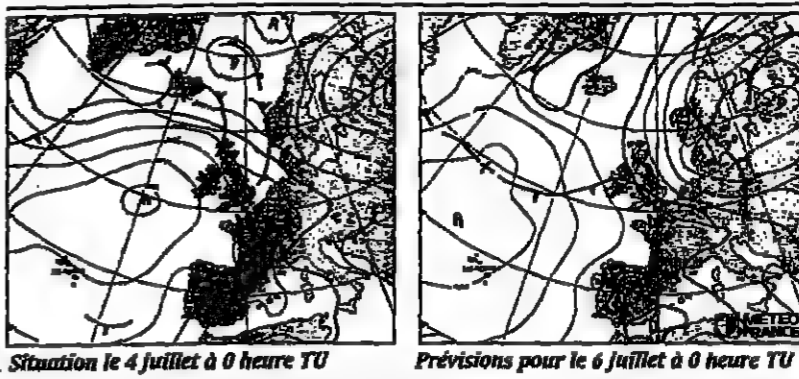 A
D
A
A
METEO
FRANCE
Situation le 4 juillet à 0 heure TU
Prévisions pour le 6 juillet à 0 heure TU